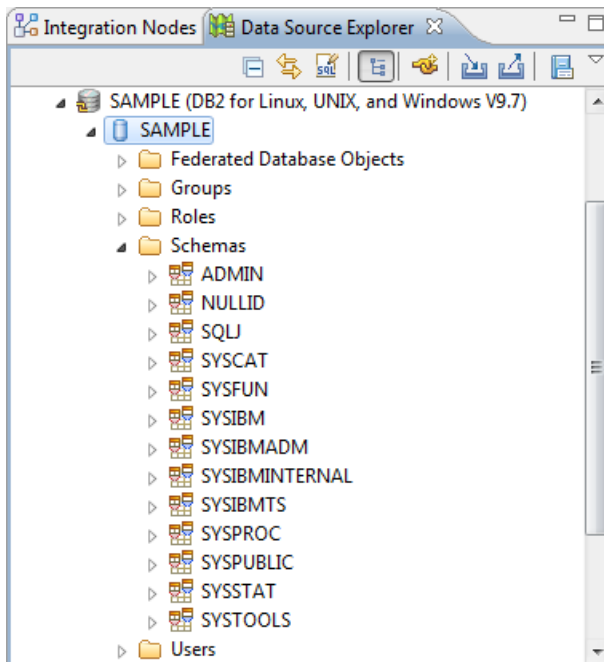 Integration Nodes Data Source Explorer
SQL
SAMPLE (DB2 for Linux, UNIX, and Windows V9.7)
SAMPLE
Federated Database Objects
Groups
Roles
Schemas
ADMIN
NULLID
SQLJ
SYSCAT
SYSFUN
SYSIBM
SYSIBMADM
SYSIBMINTERNAL
SYSIBMTS
SYSPROC
SYSPUBLIC
SYSSTAT
SYSTOOLS
Users